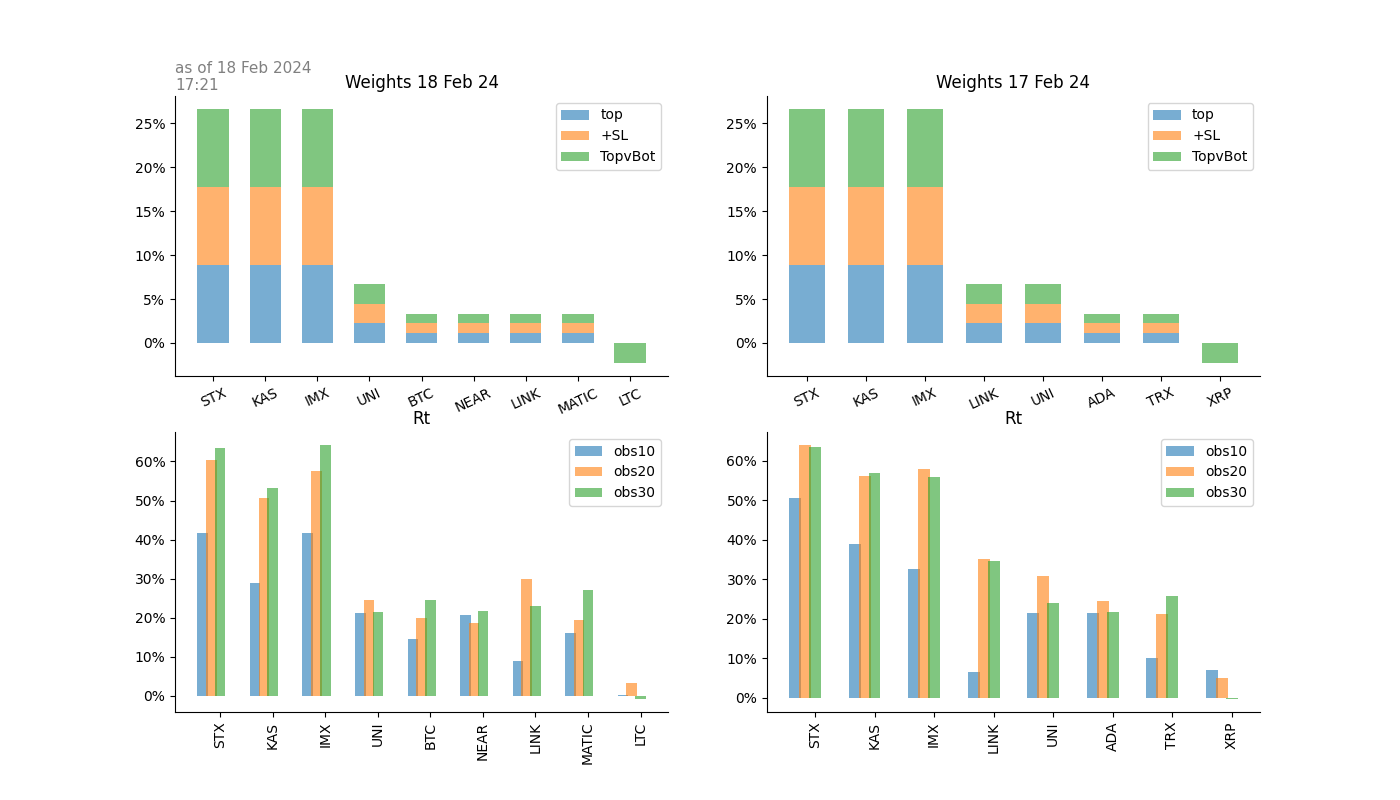 as of 18 Feb 2024
17:21
Weights 18 Feb 24
25%
20%
15%
10%
5%
0%
top
+SL
TopvBot
STX KAS IMX UNI BTC NEAR LINK MATIC LTC
Weights 17 Feb 24
25%
20%
15%
10%
5%
0%
top
+SL
TopvBot
STX KAS IMX LINK UNI ADA TRX XRP
Rt
60%
50%
40%
30%
20%
10%
0%
obs10
obs20
obs30
STX KAS IMX UNI BTC NEAR LINK MATIC LTC
Rt
60%
50%
40%
30%
20%
10%
0%
obs10
obs20
obs30
STX KAS IMX LINK UNI ADA TRX XRP